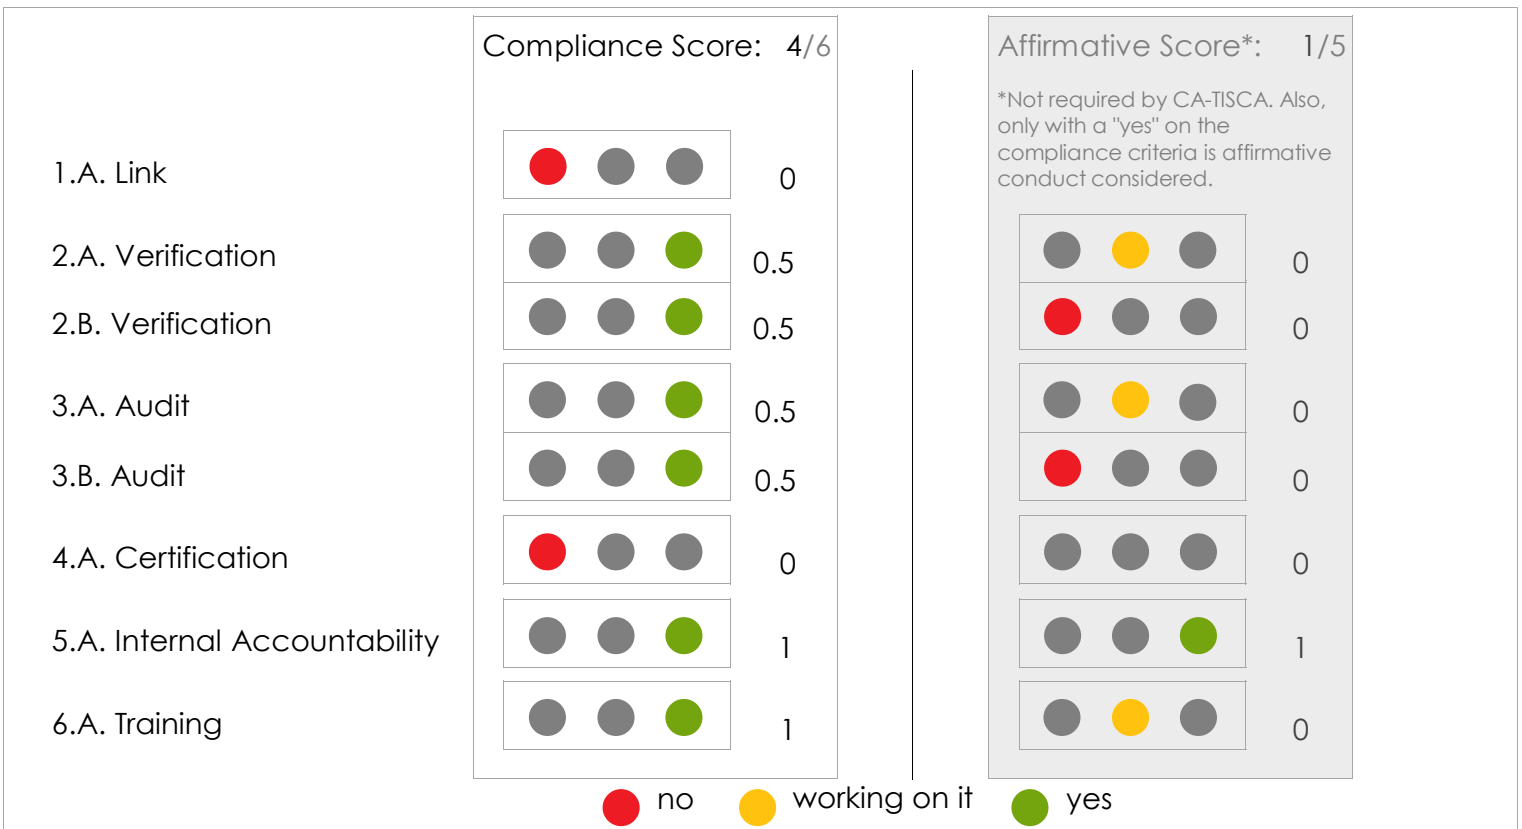 Compliance Score: 4/6
Affirmative Score*: 1/5
*Not required by CA-TISCA. Also,
only with a "yes" on the
compliance criteria is affirmative
conduct considered.
1.A. Link 0
2.A. Verification 0.5 0
2.B. Verification 0.5 0
3.A. Audit 0.5 0
3.B. Audit 0.5 0
4.A. Certification 0 0
5.A. Internal Accountability 1 1
6.A. Training 1 0
no working on it yes